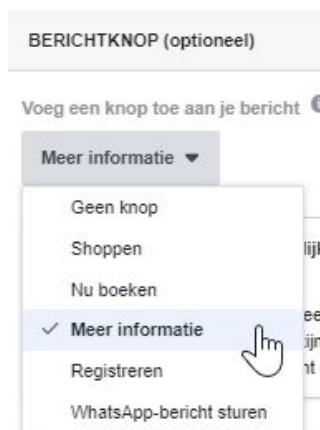 BERICHTKNOP (optioneel)
Voeg een knop toe aan je bericht
Meer informatie
Geen knop
Shoppen
Nu boeken
Meer informatie
Registreren
WhatsApp-bericht sturen